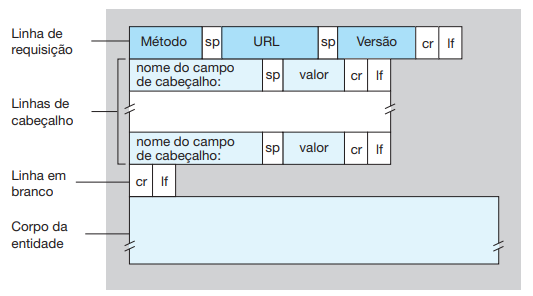 Linha de
requisição
Método sp URL sp Versão cr lf
nome do campo
de cabeçalho: sp valor cr lf
Linhas de
cabeçalho
nome do campo
de cabeçalho: sp valor cr lf
Linha em
branco
cr lf
Corpo da
entidade